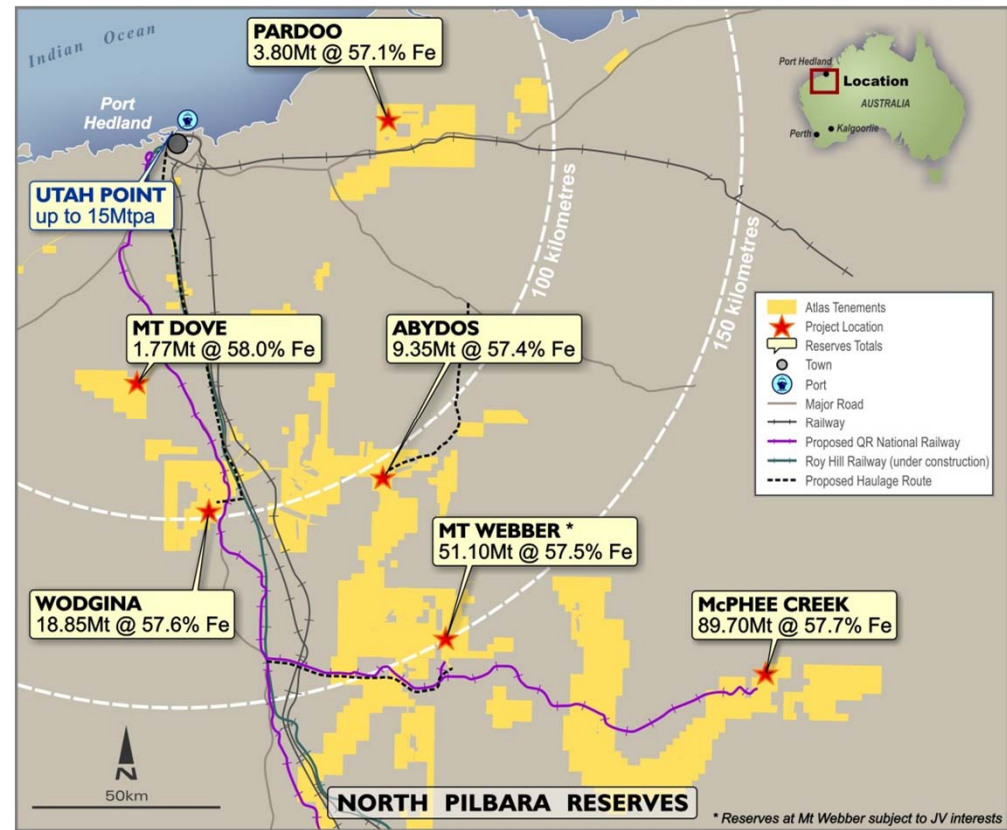 Indian Ocean
PARDOO
3.80Mt @ 57.1% Fe
Port Hedland
Location
AUSTRALIA
Perth
Kalgoorlie
Port
Hedland
UTAH POINT
up to 15Mtpa
100 kilometres
150 kilometres
MT DOVE
1.77Mt @ 58.0% Fe
ABYDOS
9.35Mt @ 57.4% Fe
Atlas Tenements
Project Location
Reserves Totals
Town
Port
Major Road
Railway
Proposed QR National Railway
Roy Hill Railway (under construction)
Proposed Haulage Route
MT WEBBER *
51.10Mt @ 57.5% Fe
WODGINA
18.85Mt @ 57.6% Fe
McPHEE CREEK
89.70Mt @ 57.7% Fe
N
50km
NORTH PILBARA RESERVES
* Reserves at Mt Webber subject to JV interests